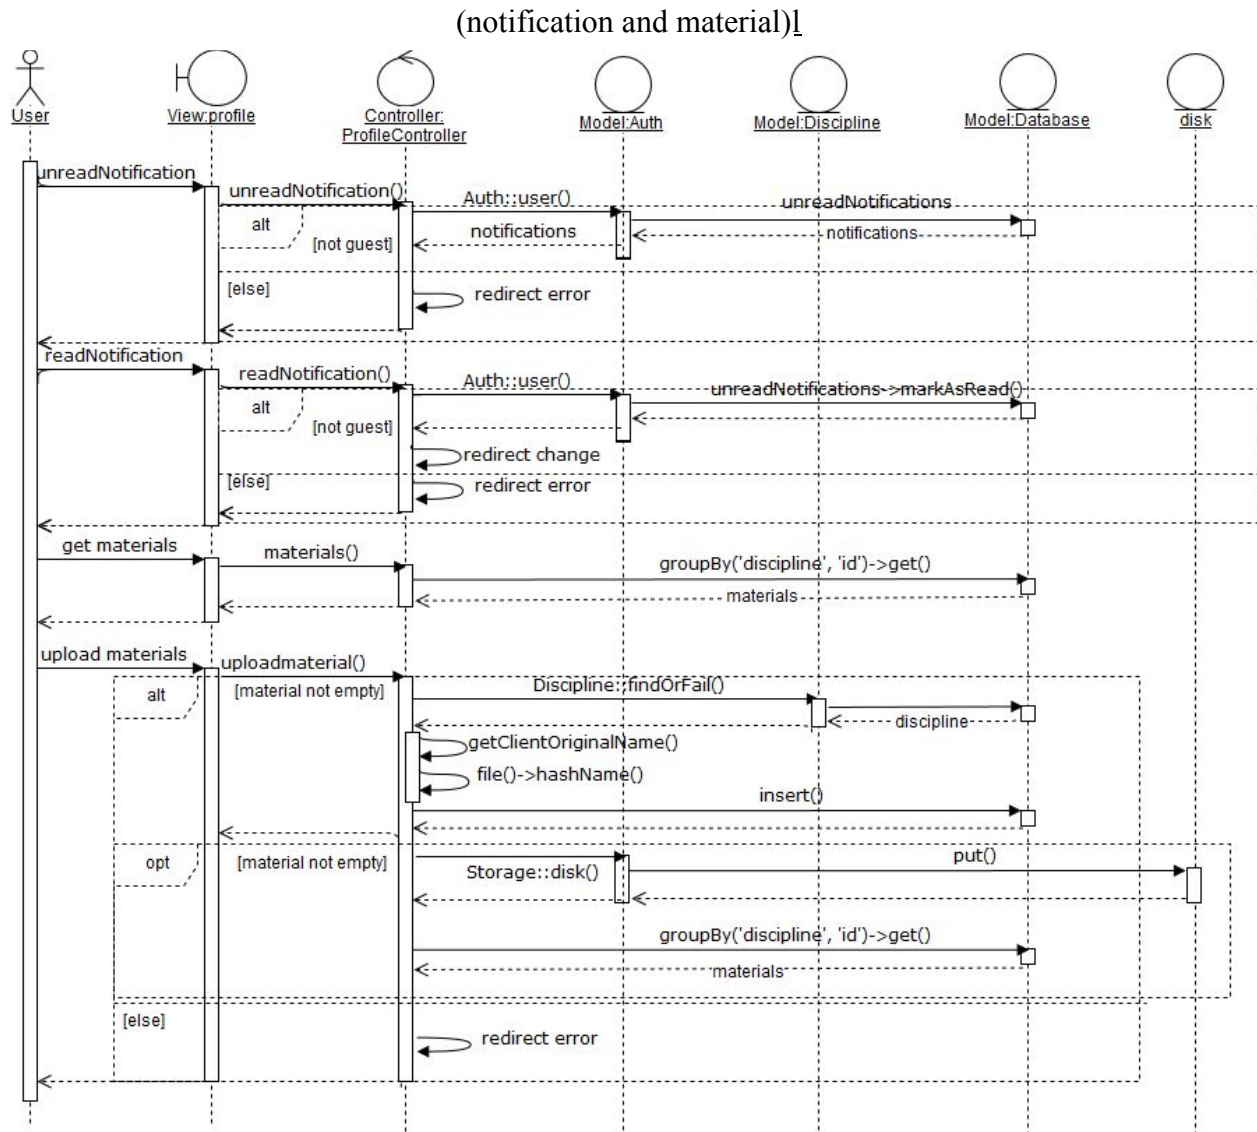 (notification and material)l
User
View:profile
Controller:
ProfileController
Model:Auth
Model:Discipline
Model:Database
disk
unreadNotification
unreadNotification()
Auth::user()
unreadNotifications
alt
[not guest]
notifications
notifications
[else]
redirect error
readNotification
readNotification()
Auth::user()
unreadNotifications->markAsRead()
alt
[not guest]
redirect change
[else]
redirect error
get materials
materials()
groupBy('discipline', 'id')->get()
materials
upload materials
uploadmaterial()
alt
[material not empty]
Discipline::findOrFail()
discipline
getClientOriginalName()
file()->hashName()
insert()
opt
[material not empty]
Storage::disk()
put()
groupBy('discipline', 'id')->get()
materials
[else]
redirect error